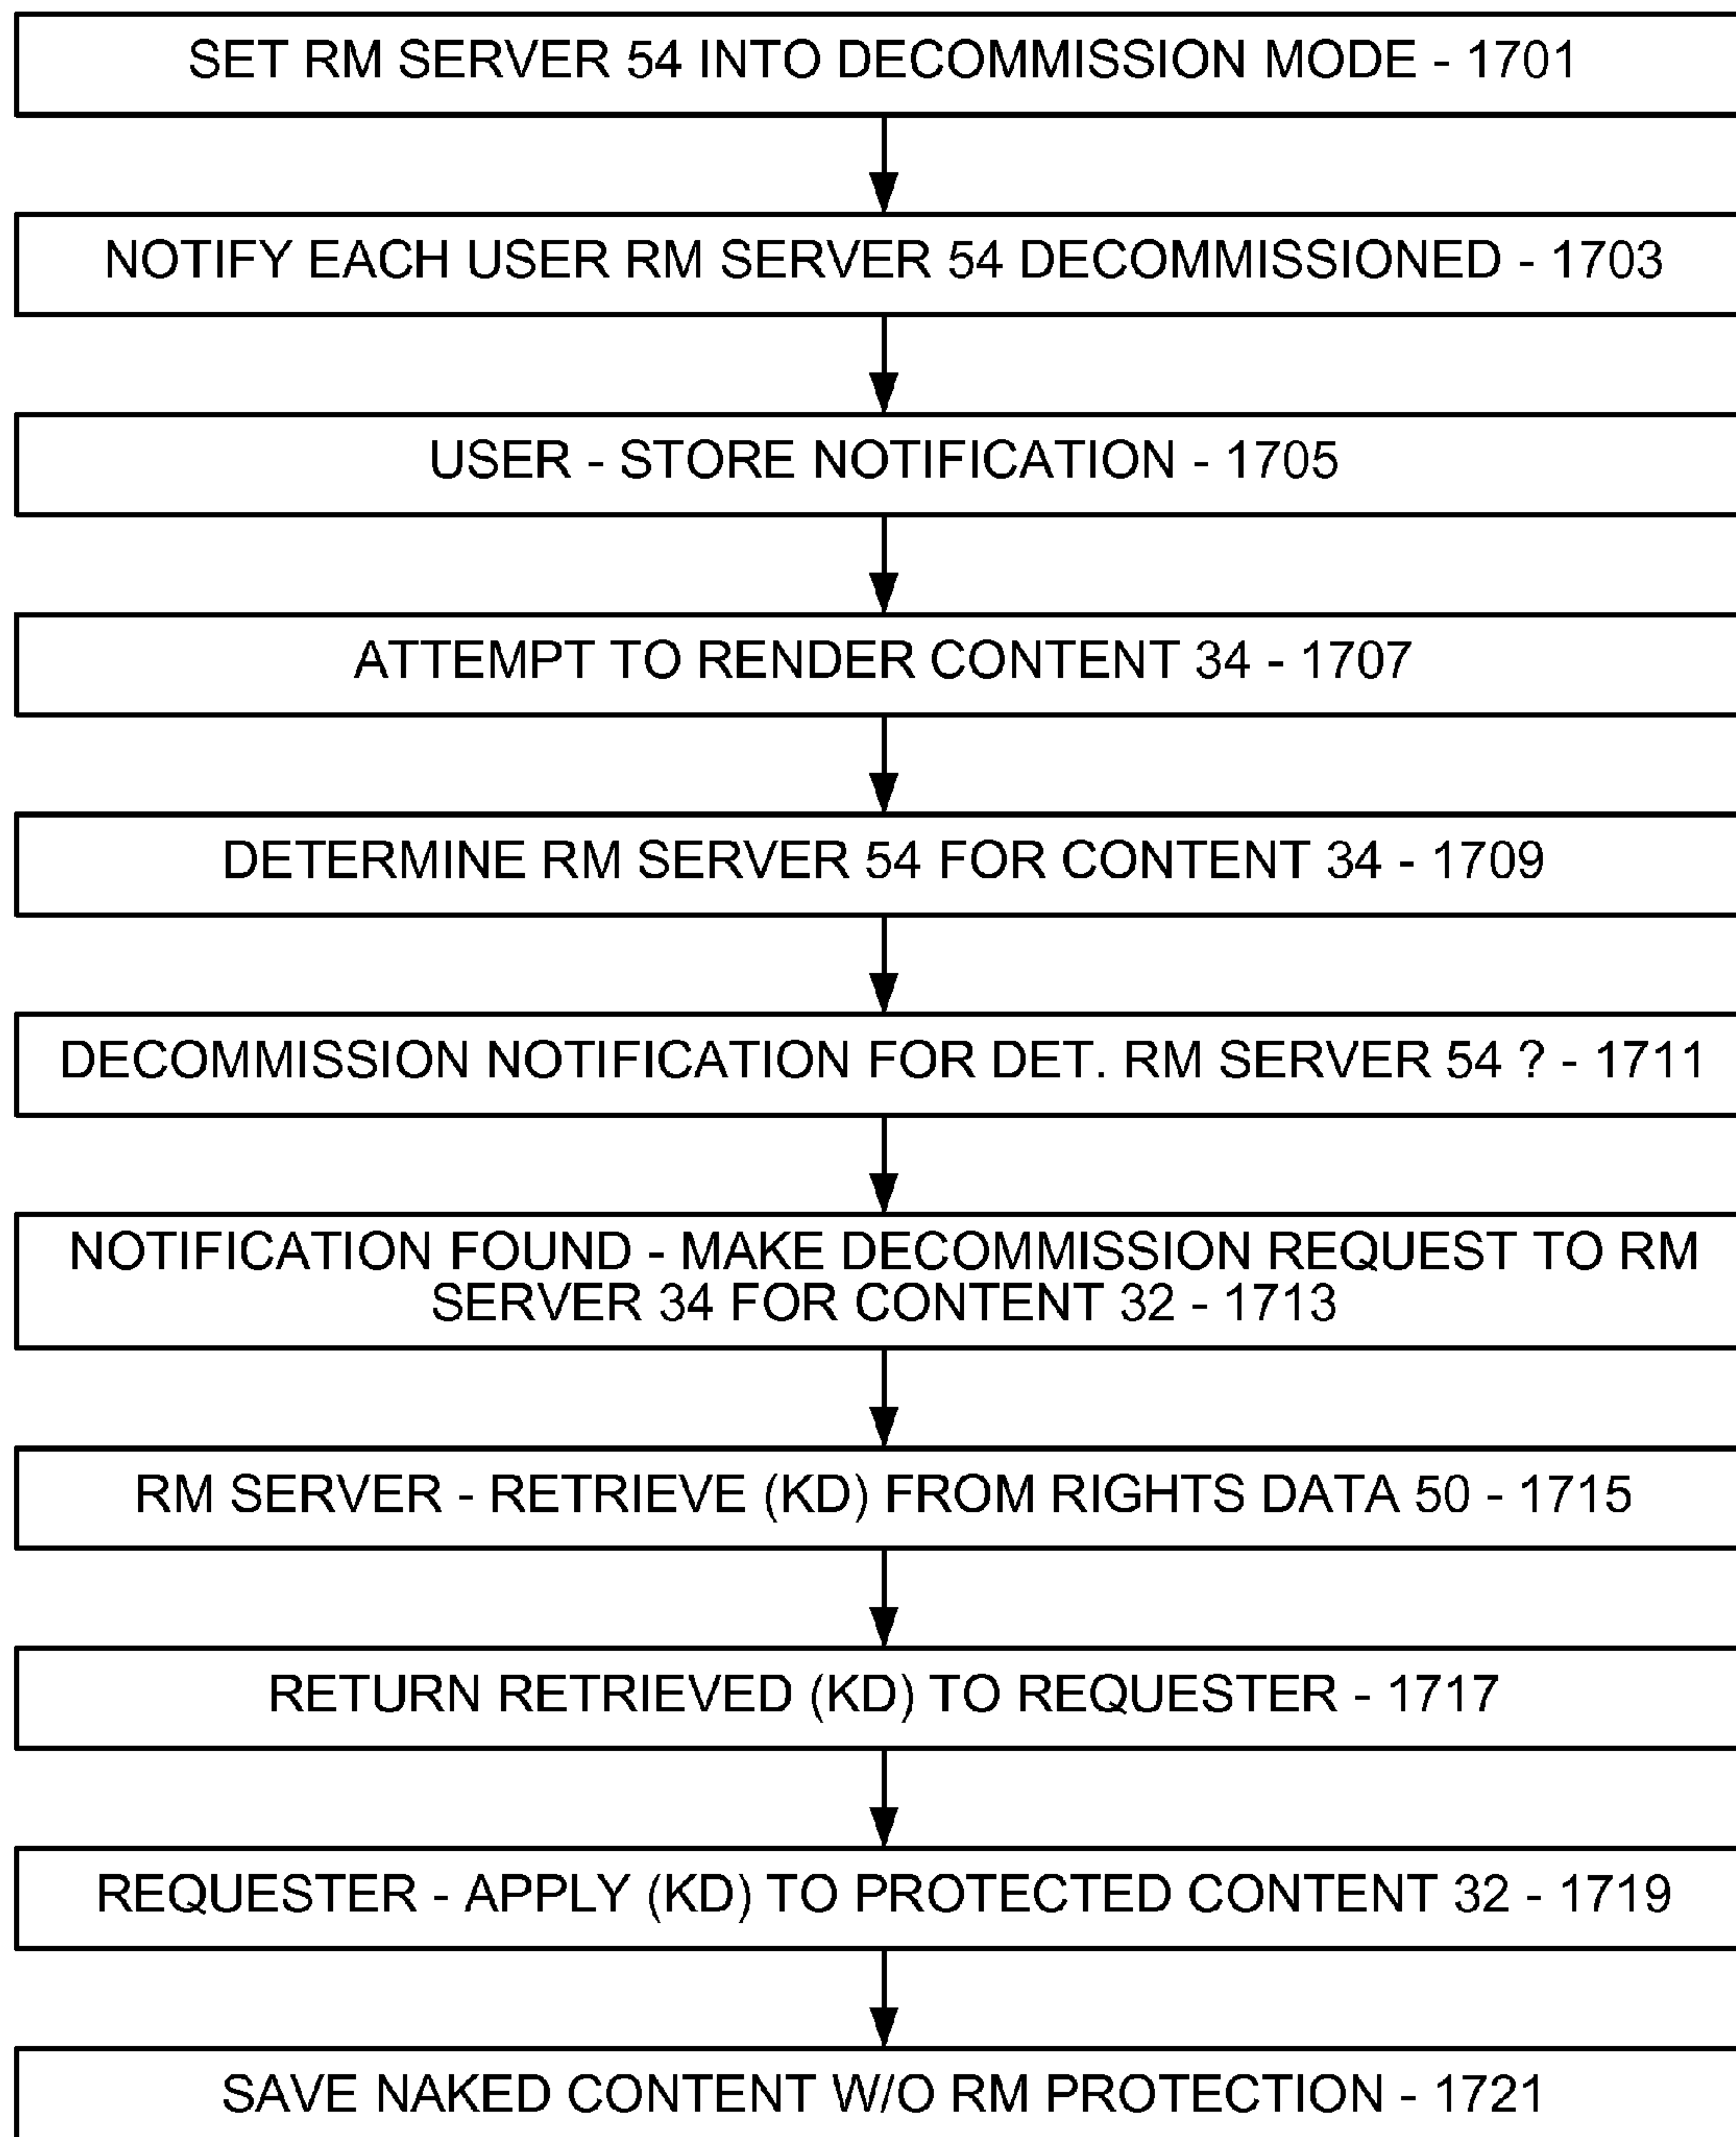 SET RM SERVER 54 INTO DECOMMISSION MODE - 1701
NOTIFY EACH USER RM SERVER 54 DECOMMISSIONED - 1703
USER - STORE NOTIFICATION - 1705
ATTEMPT TO RENDER CONTENT 34 - 1707
DETERMINE RM SERVER 54 FOR CONTENT 34 - 1709
DECOMMISSION NOTIFICATION FOR DET. RM SERVER 54 ? - 1711
NOTIFICATION FOUND - MAKE DECOMMISSION REQUEST TO RM
SERVER 34 FOR CONTENT 32 - 1713
RM SERVER - RETRIEVE (KD) FROM RIGHTS DATA 50 - 1715
RETURN RETRIEVED (KD) TO REQUESTER - 1717
REQUESTER - APPLY (KD) TO PROTECTED CONTENT 32 - 1719
SAVE NAKED CONTENT W/O RM PROTECTION - 1721